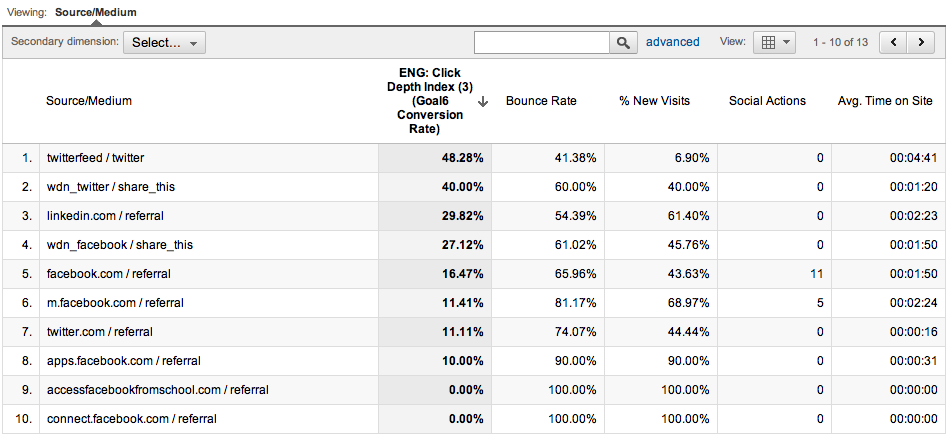 Viewing: Source/Medium
Secondary dimension: Select... advanced View: 1 - 10 of 13
Source/Medium ENG: Click Depth Index (3) (Goal6 Conversion Rate) Bounce Rate % New Visits Social Actions Avg. Time on Site
1. twitterfeed / twitter 48.28% 41.38% 6.90% 0 00:04:41
2. wdn_twitter / share_this 40.00% 60.00% 40.00% 0 00:01:20
3. linkedin.com / referral 29.82% 54.39% 61.40% 0 00:02:23
4. wdn_facebook / share_this 27.12% 61.02% 45.76% 0 00:01:50
5. facebook.com / referral 16.47% 65.96% 43.63% 11 00:01:50
6. m.facebook.com / referral 11.41% 81.17% 68.97% 5 00:02:24
7. twitter.com / referral 11.11% 74.07% 44.44% 0 00:00:16
8. apps.facebook.com / referral 10.00% 90.00% 90.00% 0 00:00:31
9. accessfacebookfromschool.com / referral 0.00% 100.00% 100.00% 0 00:00:00
10. connect.facebook.com / referral 0.00% 100.00% 100.00% 0 00:00:00